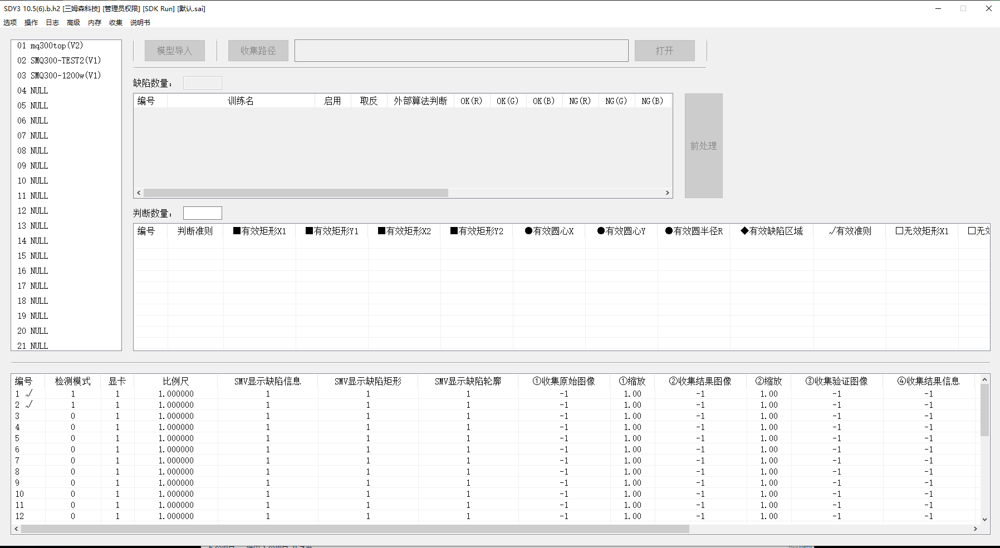 SDY3 10.5(6).b.h2 [三姆森科技] [管理员权限] [SDK Run] [默认.sai]
选项 操作 日志 高级 内存 收集 说明书
01 mq300top(V2)
02 SMQ300-TEST2(V1)
03 SMQ300-1200w(V1)
04 NULL
05 NULL
06 NULL
07 NULL
08 NULL
09 NULL
10 NULL
11 NULL
12 NULL
13 NULL
14 NULL
15 NULL
16 NULL
17 NULL
18 NULL
19 NULL
20 NULL
21 NULL
模型导入 收集路径 打开
缺陷数量：
编号 训练名 启用 取反 外部算法判断 OK(R) OK(G) OK(B) NG(R) NG(G) NG(B)
前处理
判断数量：
编号 判断准则 ■有效矩形X1 ■有效矩形Y1 ■有效矩形X2 ■有效矩形Y2 ●有效圆心X ●有效圆心Y ●有效圆半径R ◆有效缺陷区域 √有效准则 □无效矩形X1 □无效
编号 检测模式 显卡 比例尺 SMV显示缺陷信息 SMV显示缺陷矩形 SMV显示缺陷轮廓 ①收集原始图像 ①缩放 ②收集结果图像 ②缩放 ③收集验证图像 ④收集结果信息
1 √ 1 1 1.000000 1 1 1 -1 1.00 -1 1.00 -1 -1
2 √ 1 1 1.000000 1 1 1 -1 1.00 -1 1.00 -1 -1
3 0 1 1.000000 1 1 1 -1 1.00 -1 1.00 -1 -1
4 0 1 1.000000 1 1 1 -1 1.00 -1 1.00 -1 -1
5 0 1 1.000000 1 1 1 -1 1.00 -1 1.00 -1 -1
6 0 1 1.000000 1 1 1 -1 1.00 -1 1.00 -1 -1
7 0 1 1.000000 1 1 1 -1 1.00 -1 1.00 -1 -1
8 0 1 1.000000 1 1 1 -1 1.00 -1 1.00 -1 -1
9 0 1 1.000000 1 1 1 -1 1.00 -1 1.00 -1 -1
10 0 1 1.000000 1 1 1 -1 1.00 -1 1.00 -1 -1
11 0 1 1.000000 1 1 1 -1 1.00 -1 1.00 -1 -1
12 0 1 1.000000 1 1 1 -1 1.00 -1 1.00 -1 -1